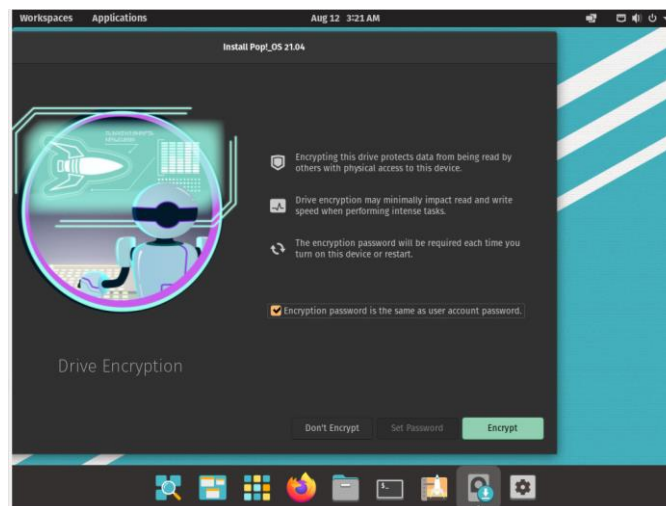 Workspaces Applications Aug 12 3:21 AM
Install Pop!_OS 21.04
Encrypting this drive protects data from being read by
others with physical access to this device.
Drive encryption may minimally impact read and write
speed when performing intense tasks.
The encryption password will be required each time you
turn on this device or restart.
Encryption password is the same as user account password.
Drive Encryption
Don't Encrypt Set Password Encrypt